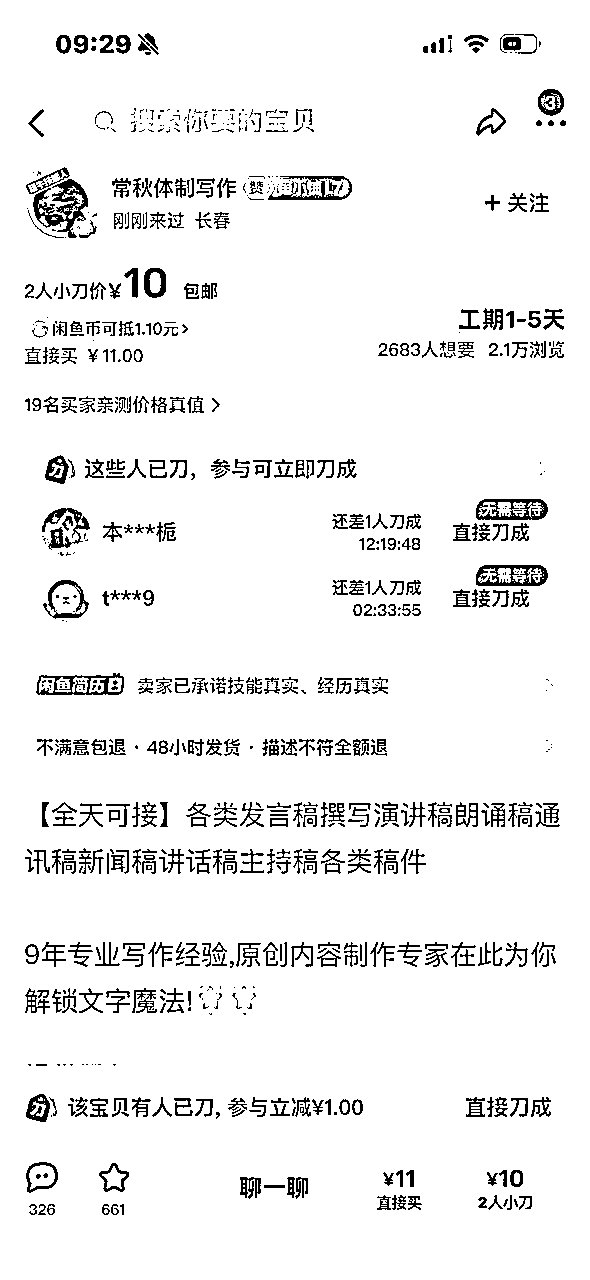 09:29
搜索你要的宝贝
3
常秋体制写作
刚刚来过 长春
+ 关注
2人小刀价¥10 包邮
闲鱼币可抵1.10元>
工期1-5天
直接买 ¥11.00
2683人想要 2.1万浏览
19名买家亲测价格真值 >
刀 这些人已刀，参与可立即刀成
本***栀
还差1人刀成
12:19:48
无需等待
直接刀成
t***9
还差1人刀成
02:33:55
无需等待
直接刀成
闲鱼简历 卖家已承诺技能真实、经历真实
不满意包退 · 48小时发货 · 描述不符全额退
【全天可接】各类发言稿撰写演讲稿朗诵稿通
讯稿新闻稿讲话稿主持稿各类稿件
9年专业写作经验,原创内容制作专家在此为你
解锁文字魔法!
刀 该宝贝有人已刀, 参与立减¥1.00
直接刀成
326
661
聊一聊
¥11
直接买
¥10
2人小刀